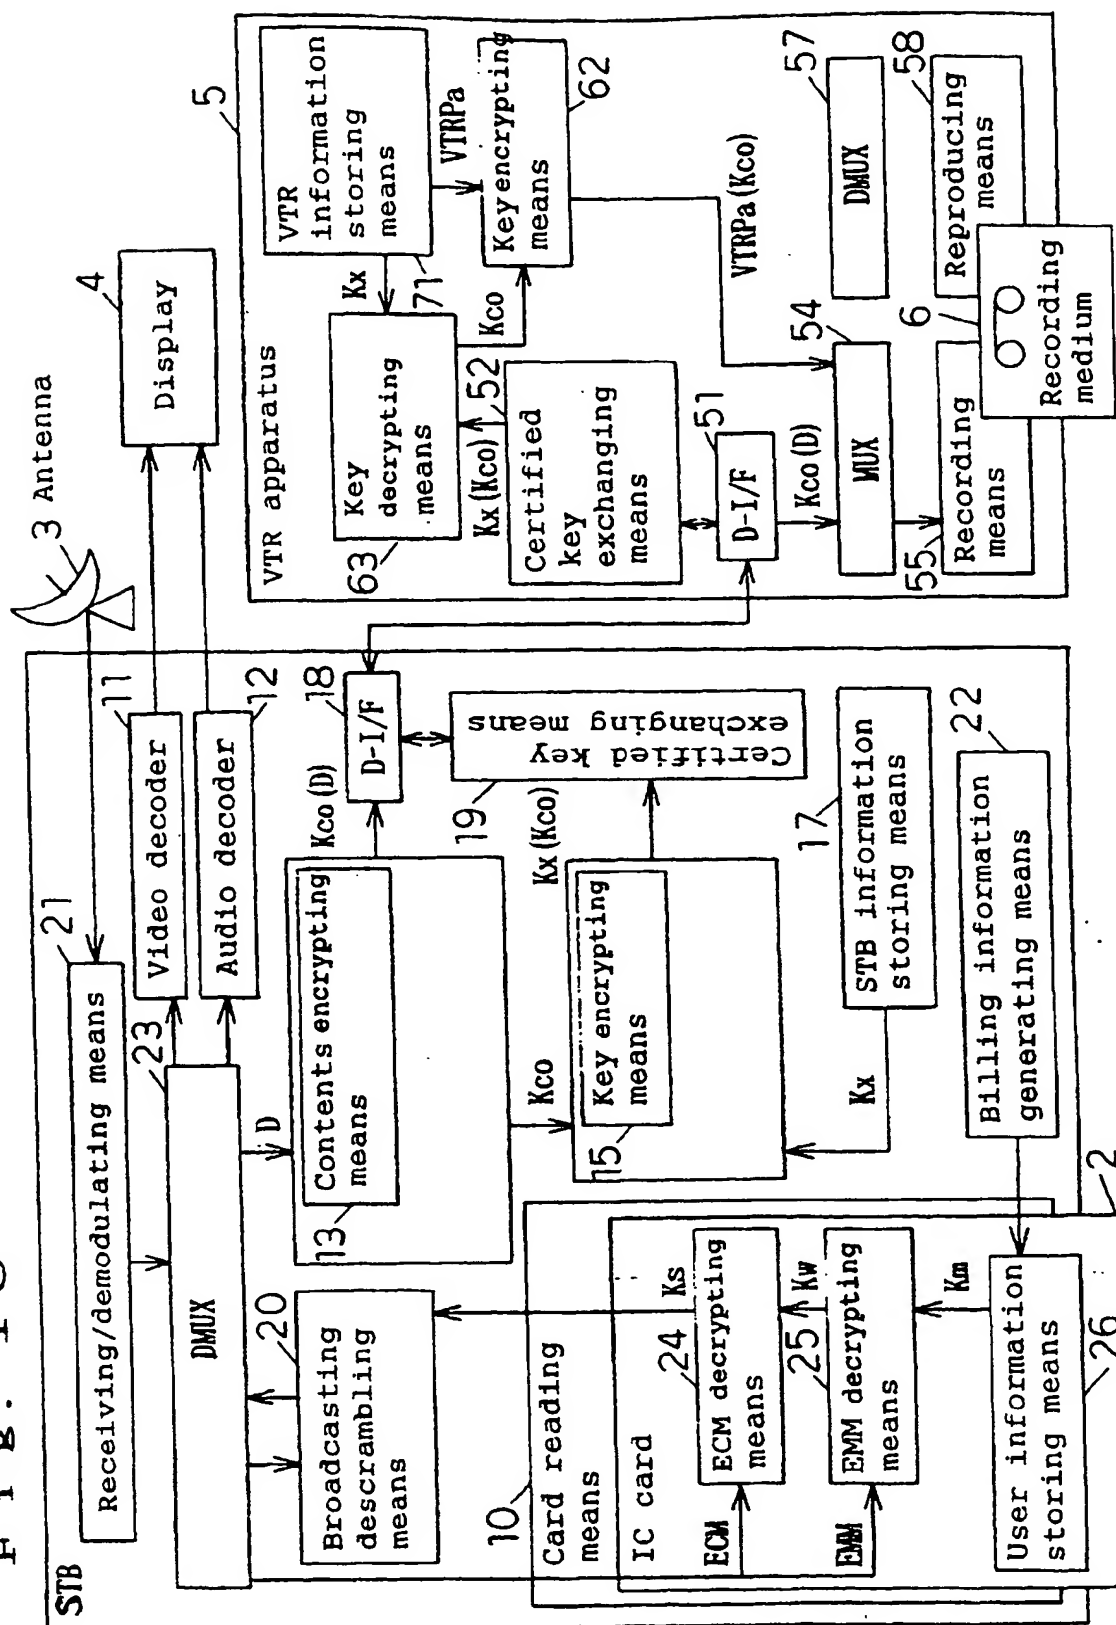 STB
21
Receiving/demodulating means
3 Antenna
4
Display
23
DMUX
11
Video decoder
12
Audio decoder
D
13
Contents encrypting
means
Kco(D)
18
D-I/F
20
Broadcasting
descrambling
means
Kco
15
Key encrypting
means
Kx(Kco)
19
Certified key
exchanging means
Kx
17
STB information
storing means
22
Billing information
generating means
10
Card reading
means
IC card
ECM
EMM
Ks
24
ECM decrypting
means
Kw
25
EMM decrypting
means
Km
User information
storing means
26
2
5
VTR apparatus
VTR
information
storing
means
71
Kx
VTRPa
63
Key
decrypting
means
Kco
Key encrypting
means
62
Kx(Kco)
52
Certified
key
exchanging
means
51
D-I/F
Kco(D)
VTRPa(Kco)
54
MUX
57
DMUX
55
Recording
means
58
Reproducing
means
6
Recording
medium